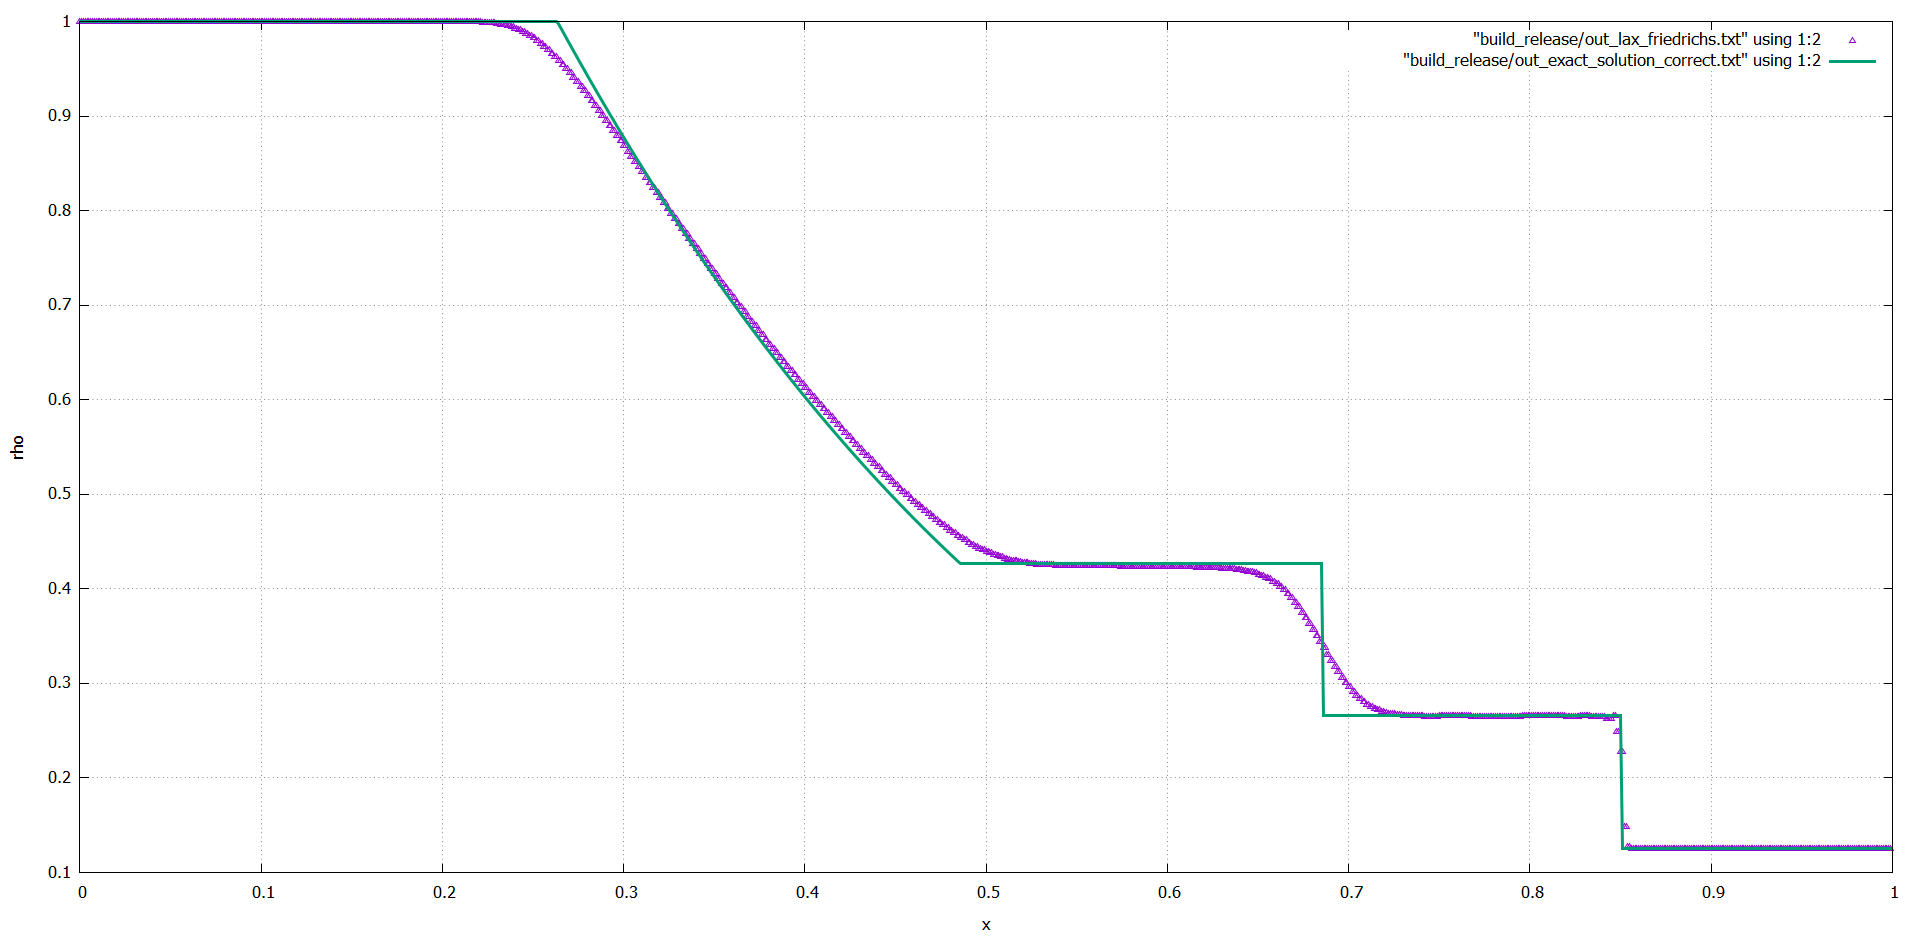 "build_release/out_lax_friedrichs.txt" using 1:2
"build_release/out_exact_solution_correct.txt" using 1:2
1
0.9
0.8
0.7
0.6
0.5
0.4
0.3
0.2
0.1
rho
0 0.1 0.2 0.3 0.4 0.5 0.6 0.7 0.8 0.9 1
x